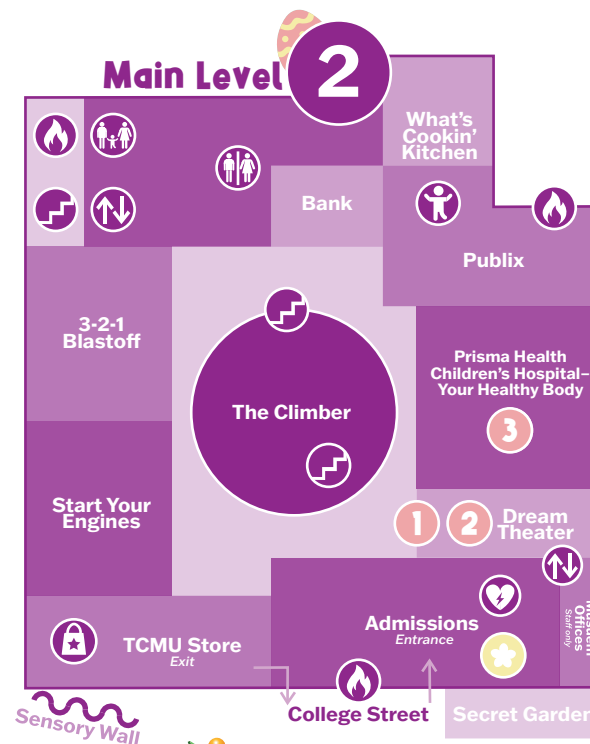 Main Level
2
What's
Cookin'
Kitchen
Bank
Publix
3-2-1
Blastoff
Prisma Health
Children's Hospital–
Your Healthy Body
3
The Climber
Start Your
Engines
1
2
Dream
Theater
Admissions
Entrance
Offices
Staff only
TCMU Store
Exit
College Street
Sensory Wall
Secret Garden